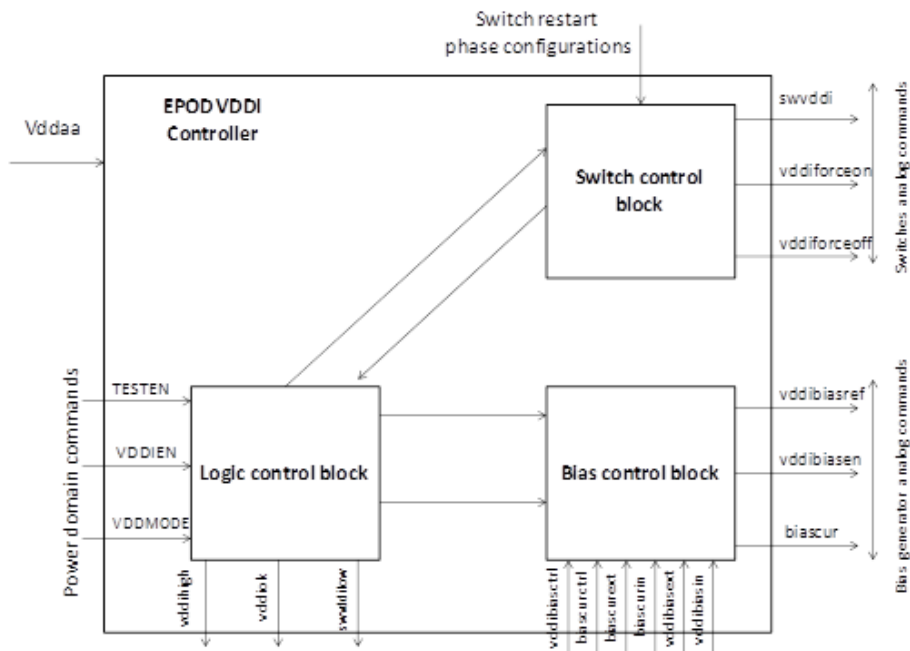 Switch restart
phase configurations
EPOD VDDI
Controller
Vddaa
Switch control
block
swvddi
vddiforceon
vddiforceoff
Switches analog commands
Power domain commands
TESTEN
VDDIEN
VDDMODE
Logic control block
Bias control block
vddibiasref
vddibiasen
biascur
Bias generator analog commands
vddihigh
vddiok
swvddilow
vddibiasctrl
biascurctrl
biascurext
biascurin
vddibiasext
vddibiasin